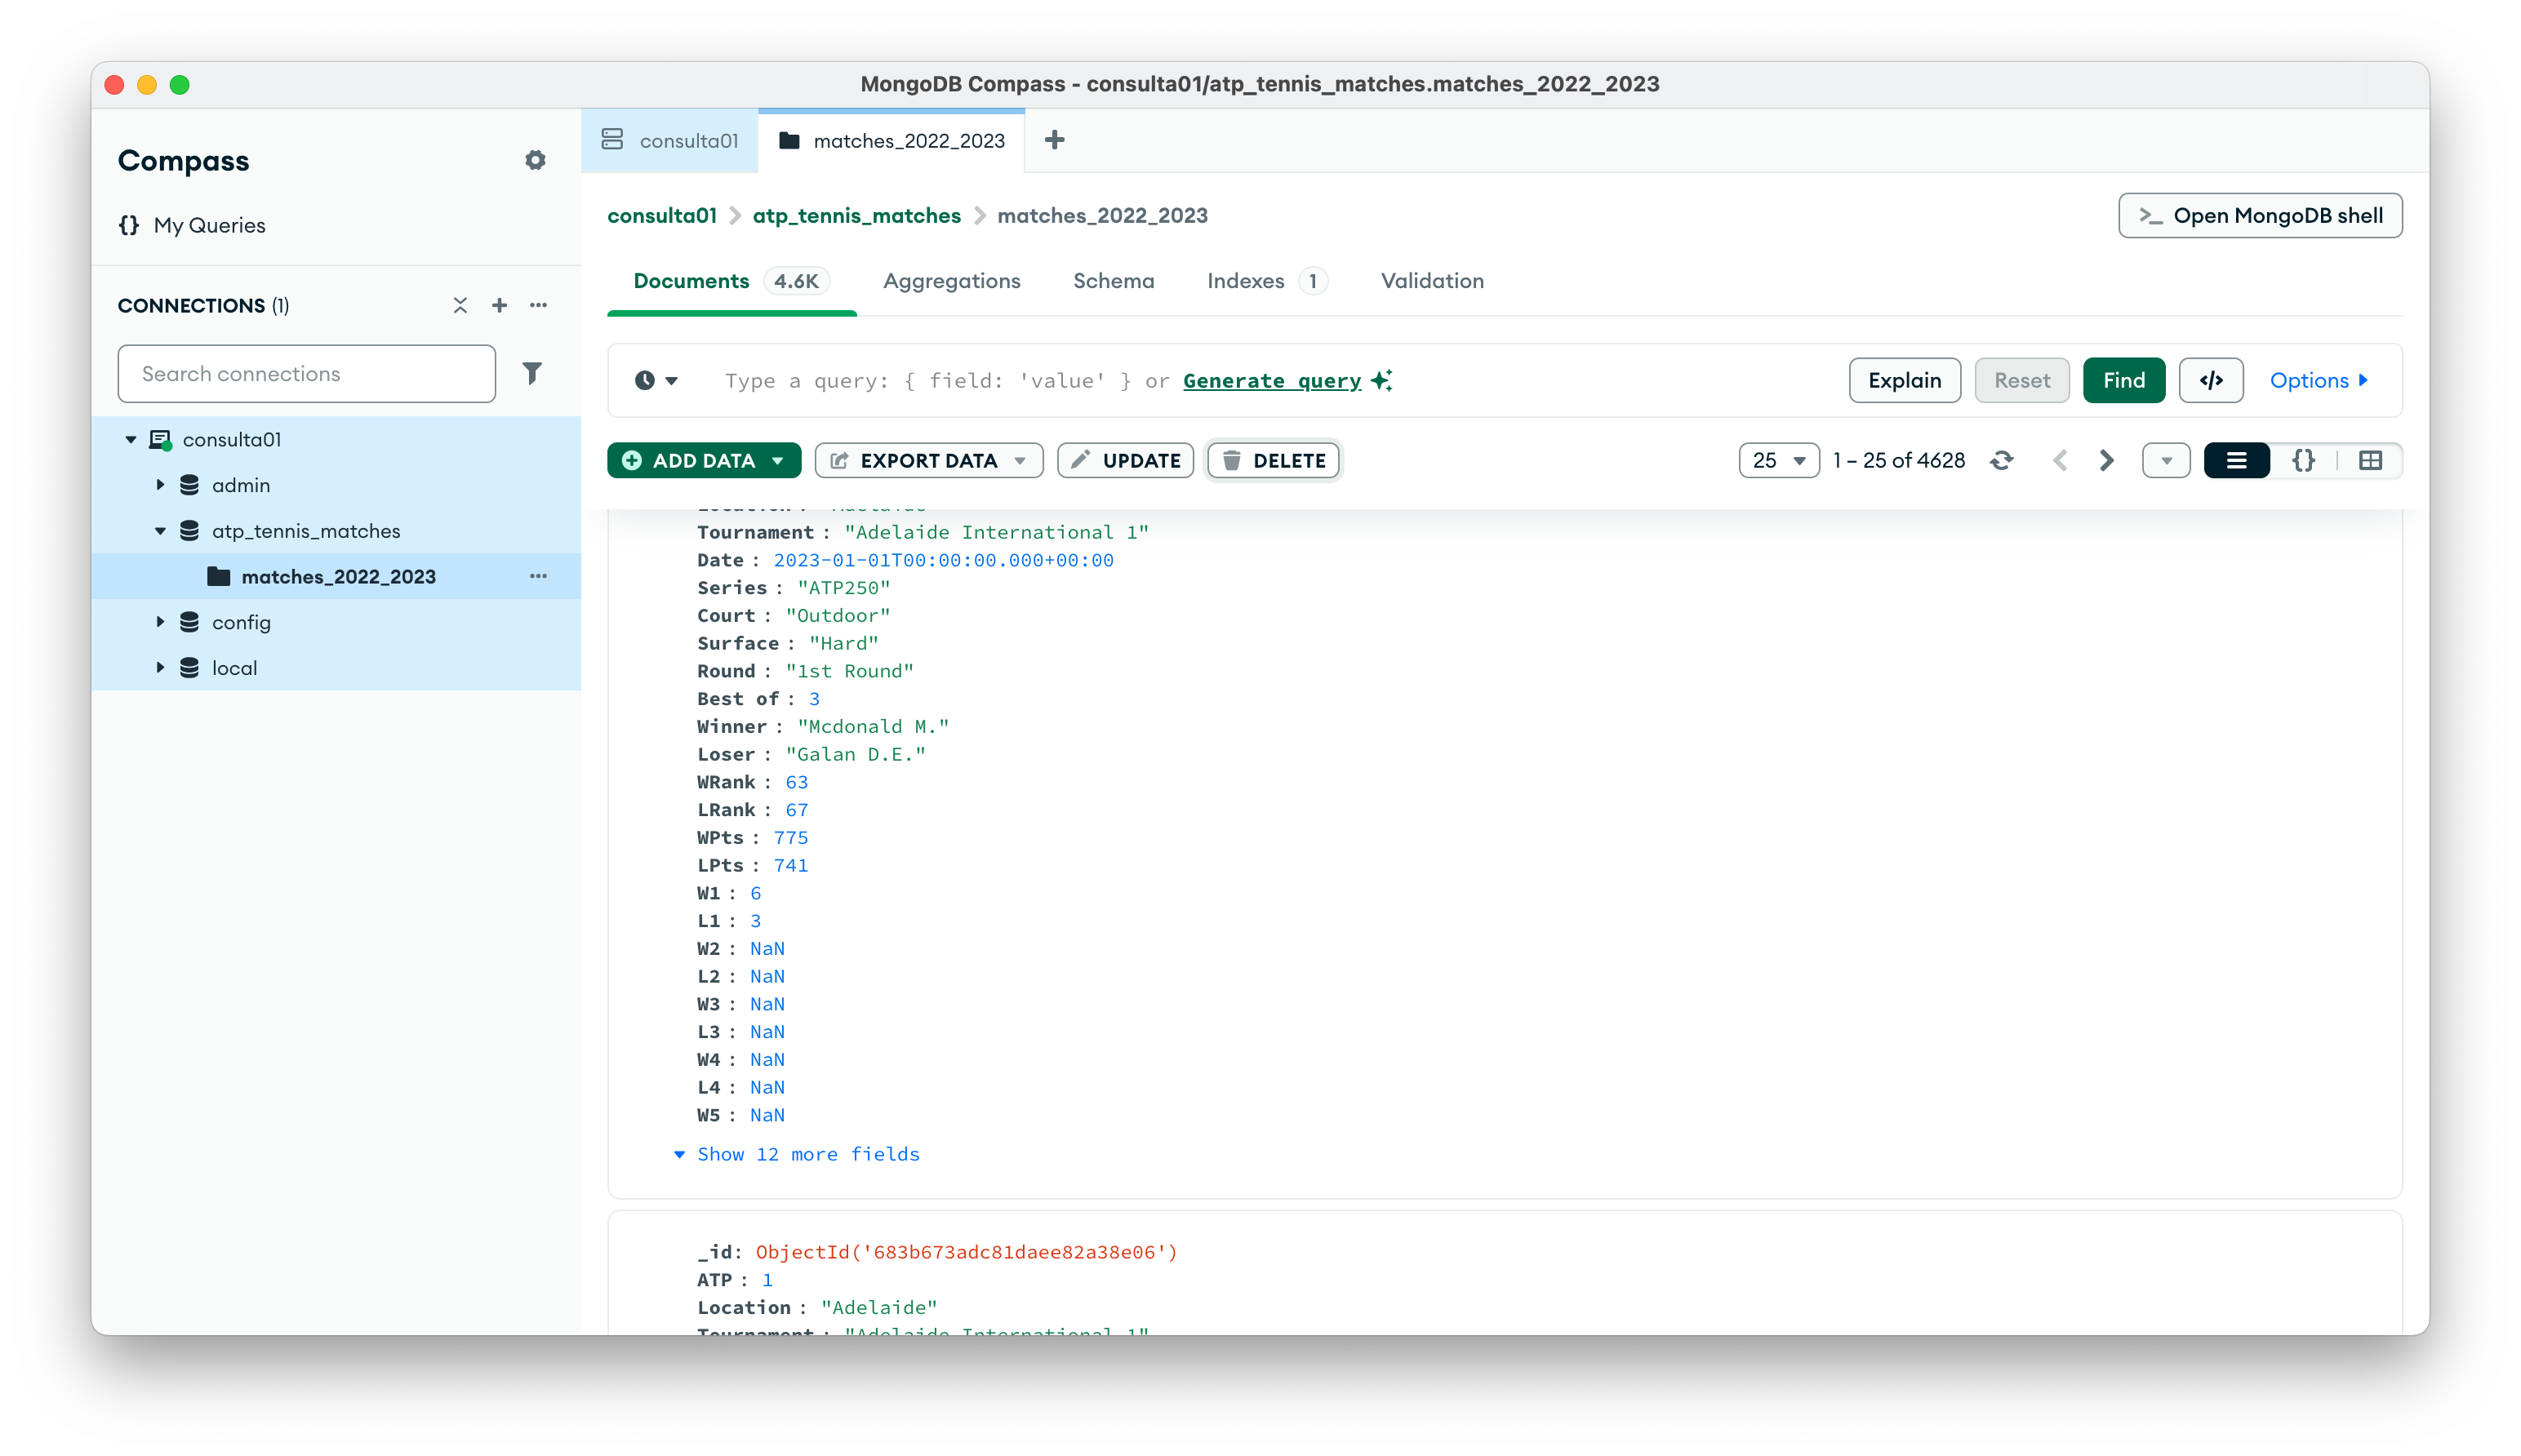 MongoDB Compass - consulta01/atp_tennis_matches.matches_2022_2023
Compass
{} My Queries
CONNECTIONS (1)
Search connections
consulta01
admin
atp_tennis_matches
matches_2022_2023
config
local
consulta01
matches_2022_2023
consulta01 > atp_tennis_matches > matches_2022_2023
>_ Open MongoDB shell
Documents 4.6K Aggregations Schema Indexes 1 Validation
Type a query: { field: 'value' } or Generate query
Explain Reset Find </> Options
ADD DATA EXPORT DATA UPDATE DELETE
25 1 – 25 of 4628 {}
Location : "Adelaide"
Tournament : "Adelaide International 1"
Date : 2023-01-01T00:00:00.000+00:00
Series : "ATP250"
Court : "Outdoor"
Surface : "Hard"
Round : "1st Round"
Best of : 3
Winner : "Mcdonald M."
Loser : "Galan D.E."
WRank : 63
LRank : 67
WPts : 775
LPts : 741
W1 : 6
L1 : 3
W2 : NaN
L2 : NaN
W3 : NaN
L3 : NaN
W4 : NaN
L4 : NaN
W5 : NaN
Show 12 more fields
_id: ObjectId('683b673adc81daee82a38e06')
ATP : 1
Location : "Adelaide"
Tournament : "Adelaide International 1"